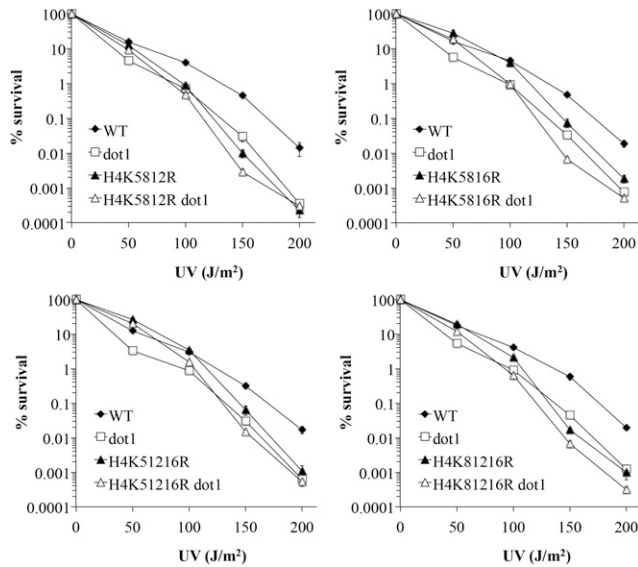 100
10
1
0.1
0.01
0.001
0.0001
% survival
WT
dot1
H4K5812R
H4K5812R dot1
0 50 100 150 200
UV (J/m²)
100
10
1
0.1
0.01
0.001
0.0001
% survival
WT
dot1
H4K5816R
H4K5816R dot1
0 50 100 150 200
UV (J/m²)
100
10
1
0.1
0.01
0.001
0.0001
% survival
WT
dot1
H4K51216R
H4K51216R dot1
0 50 100 150 200
UV (J/m²)
100
10
1
0.1
0.01
0.001
0.0001
% survival
WT
dot1
H4K81216R
H4K81216R dot1
0 50 100 150 200
UV (J/m²)